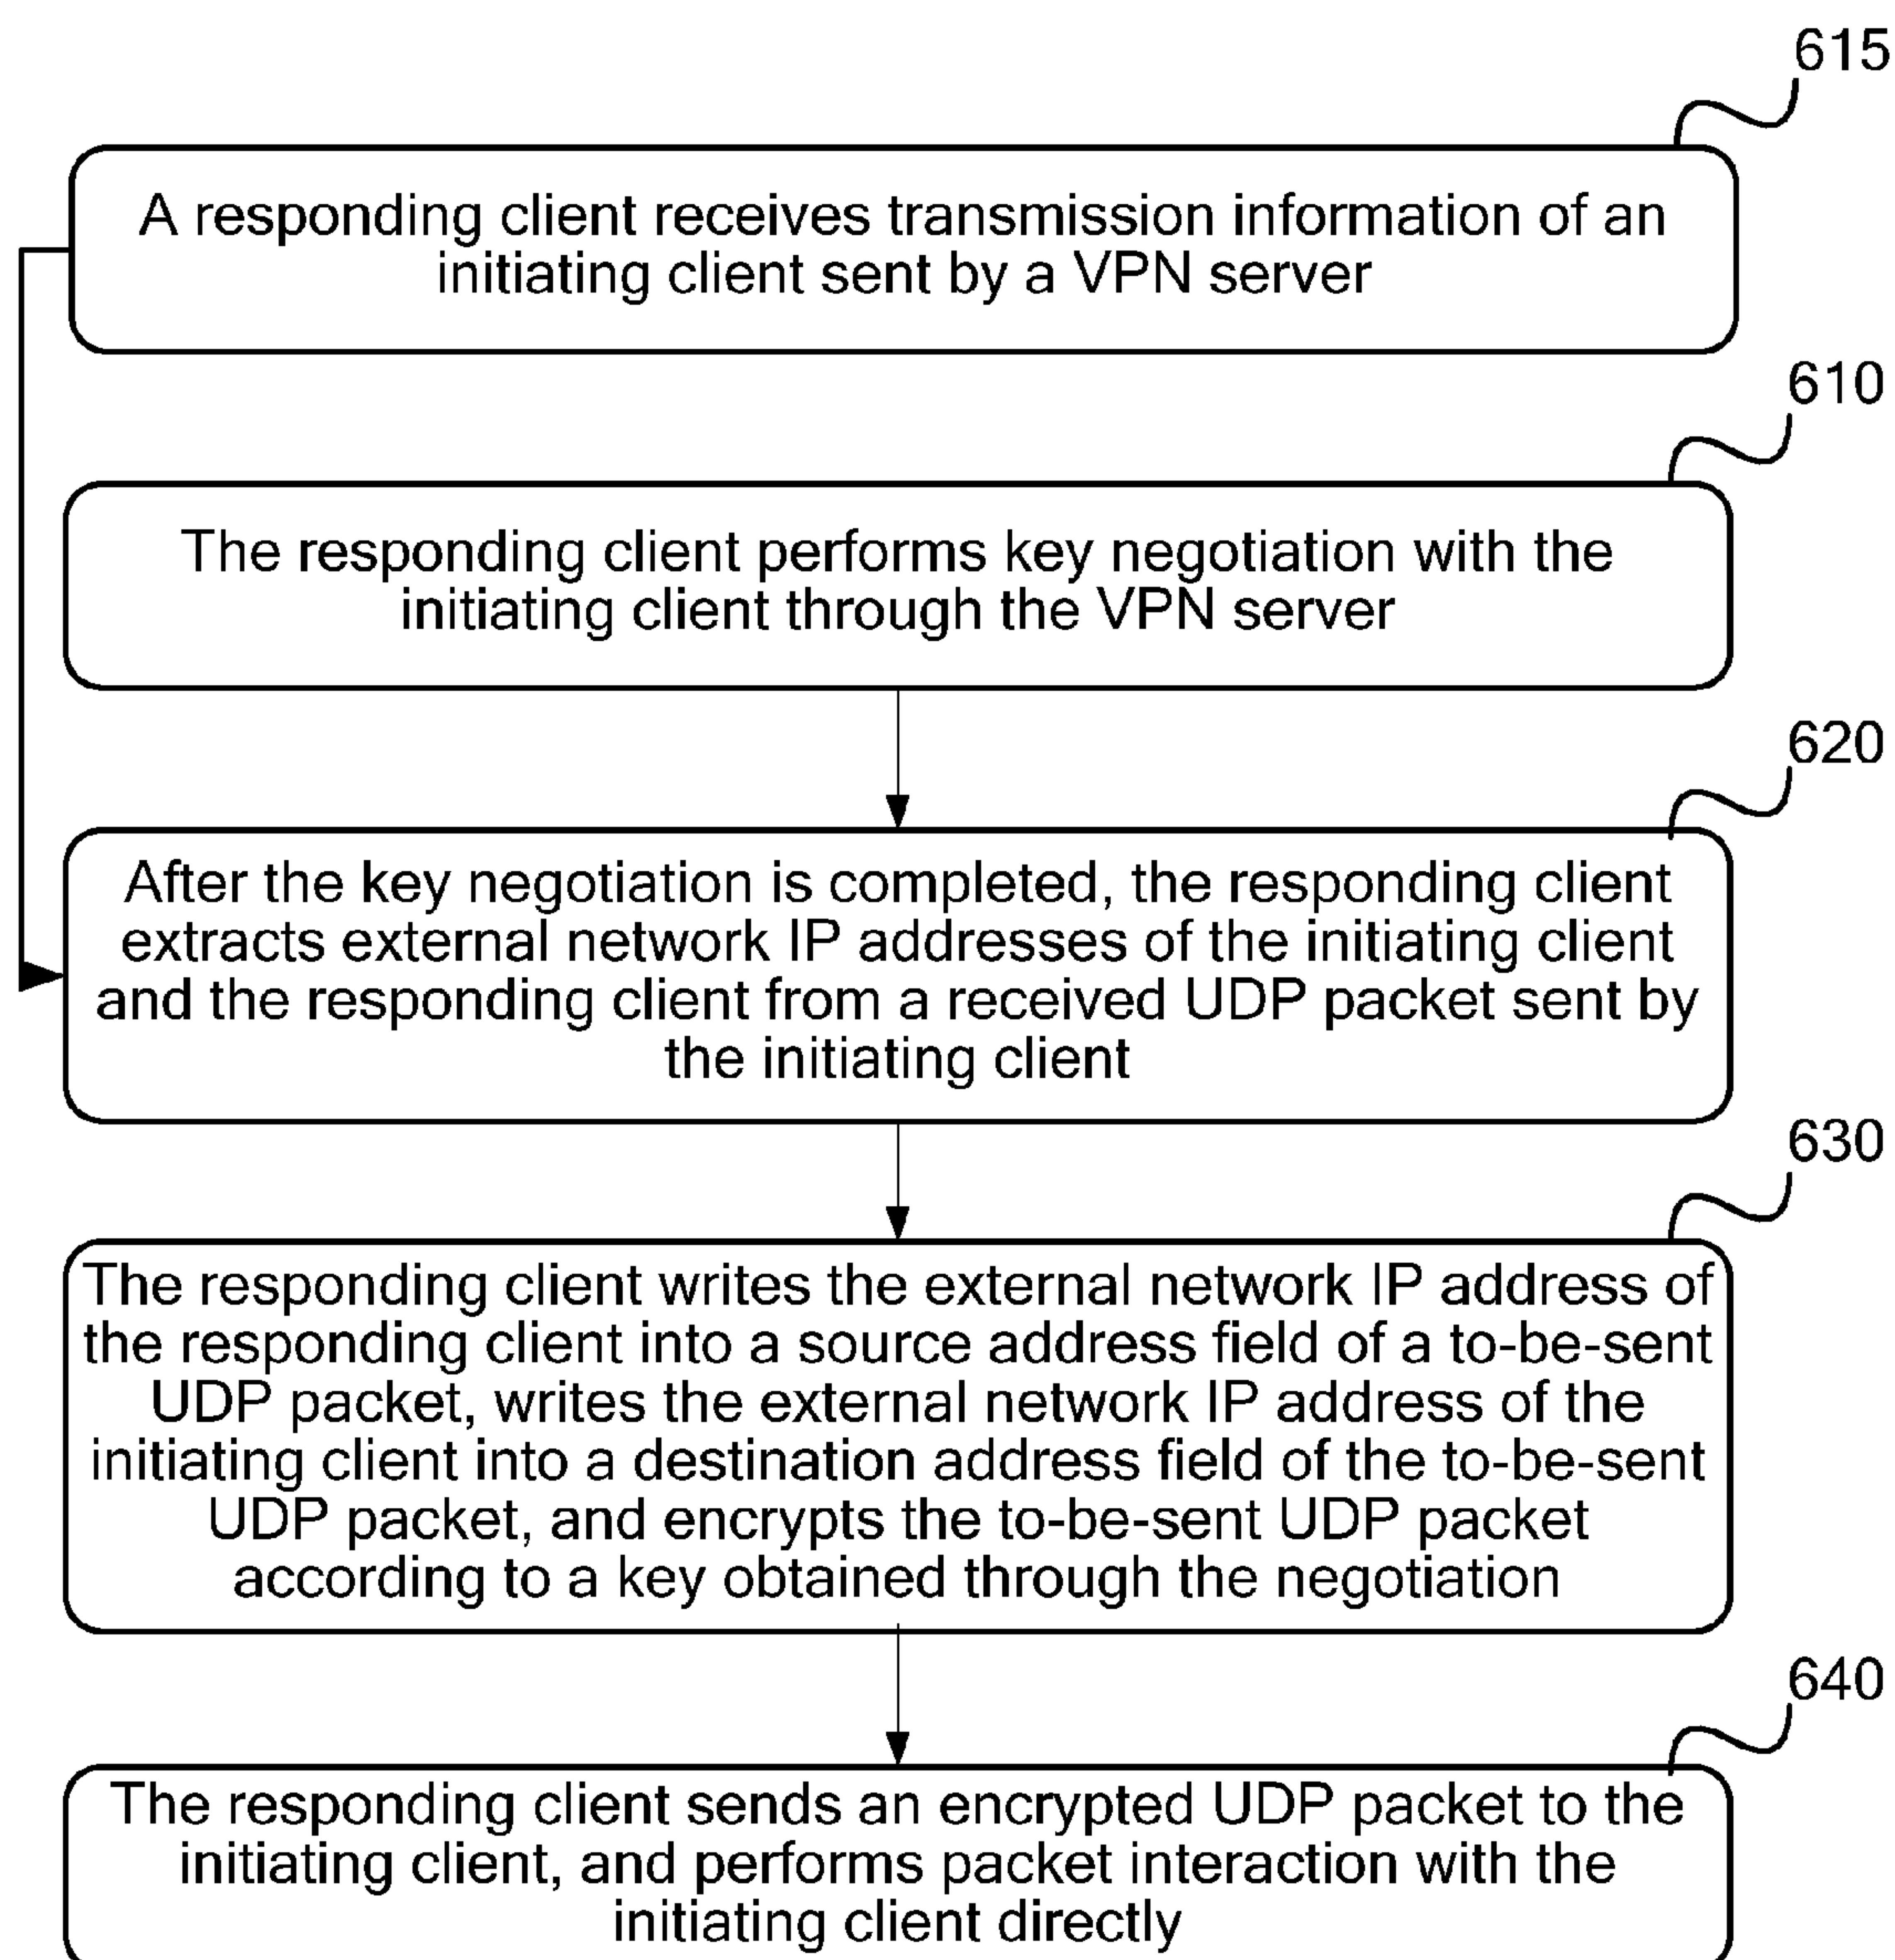 615
A responding client receives transmission information of an
initiating client sent by a VPN server
610
The responding client performs key negotiation with the
initiating client through the VPN server
620
After the key negotiation is completed, the responding client
extracts external network IP addresses of the initiating client
and the responding client from a received UDP packet sent by
the initiating client
630
The responding client writes the external network IP address of
the responding client into a source address field of a to-be-sent
UDP packet, writes the external network IP address of the
initiating client into a destination address field of the to-be-sent
UDP packet, and encrypts the to-be-sent UDP packet
according to a key obtained through the negotiation
640
The responding client sends an encrypted UDP packet to the
initiating client, and performs packet interaction with the
initiating client directly